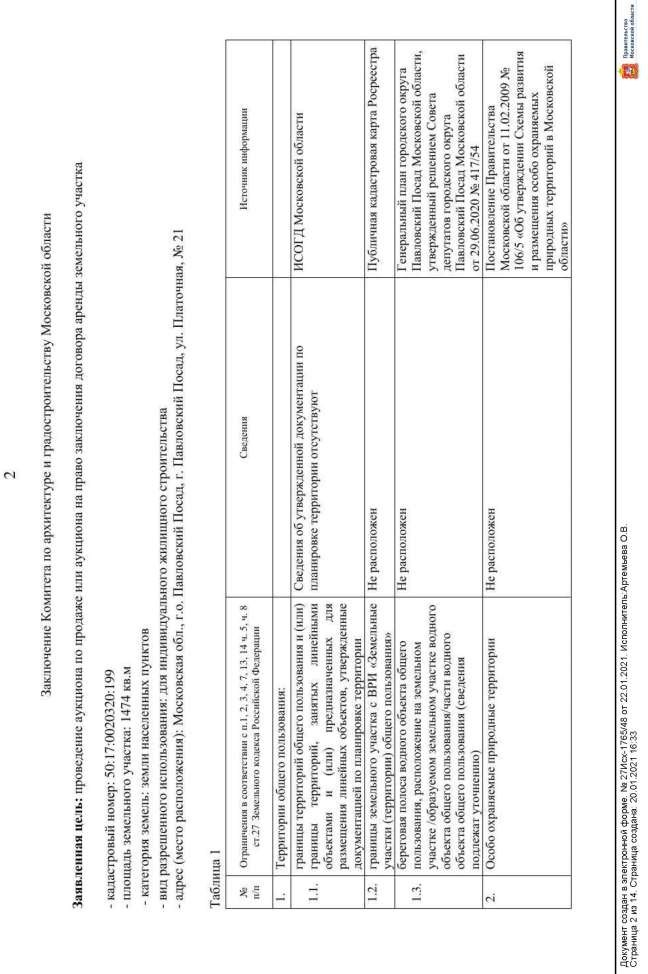 2
Заключение Комитета по архитектуре и градостроительству Московской области
Заявленная цель: проведение аукциона по продаже или аукциона на право заключения договора аренды земельного участка
- кадастровый номер: 50:17:0020320:199
- площадь земельного участка: 1474 кв.м
- категория земель: земли населенных пунктов
- вид разрешенного использования: для индивидуального жилищного строительства
- адрес (место расположения): Московская обл., г.о. Павловский Посад, г. Павловский Посад, ул. Платочная, № 21
Таблица 1
№
п/п
Ограничения в соответствии с п.1, 2, 3, 4, 7, 13, 14 ч. 5, ч. 8
ст.27 Земельного кодекса Российской Федерации
Сведения
Источник информации
1.
Территории общего пользования:
1.1.
границы территорий общего пользования и (или)
границы территорий, занятых линейными
объектами и (или) предназначенных для
размещения линейных объектов, утвержденные
документацией по планировке территории
Сведения об утвержденной документации по
планировке территории отсутствуют
ИСОГД Московской области
1.2.
границы земельного участка с ВРИ «Земельные
участки (территории) общего пользования»
Не расположен
Публичная кадастровая карта Росреестра
1.3.
береговая полоса водного объекта общего
пользования, расположение на земельном
участке /образуемом земельном участке водного
объекта общего пользования/части водного
объекта общего пользования (сведения
подлежат уточнению)
Не расположен
Генеральный план городского округа
Павловский Посад Московской области,
утвержденный решением Совета
депутатов городского округа
Павловский Посад Московской области
от 29.06.2020 № 417/54
2.
Особо охраняемые природные территории
Не расположен
Постановление Правительства
Московской области от 11.02.2009 №
106/5 «Об утверждении Схемы развития
и размещения особо охраняемых
природных территорий в Московской
области»
Документ создан в электронной форме. № 27Исх-1765/48 от 22.01.2021. Исполнитель:Артемьева О.В.
Страница 2 из 14. Страница создана: 20.01.2021 16:33
Правительство
Московской области